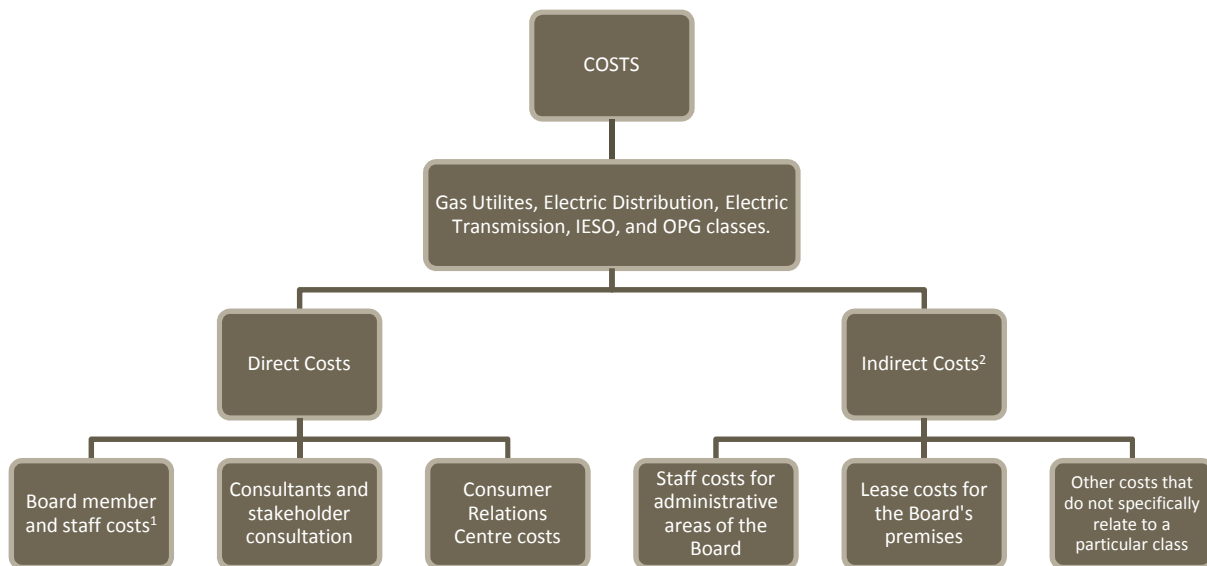 COSTS
Gas Utilites, Electric Distribution, Electric
Transmission, IESO, and OPG classes.
Direct Costs
Indirect Costs²
Board member
and staff costs¹
Consultants and
stakeholder
consultation
Consumer
Relations
Centre costs
Staff costs for
administrative
areas of the
Board
Lease costs for
the Board's
premises
Other costs that
do not specifically
relate to a
particular class